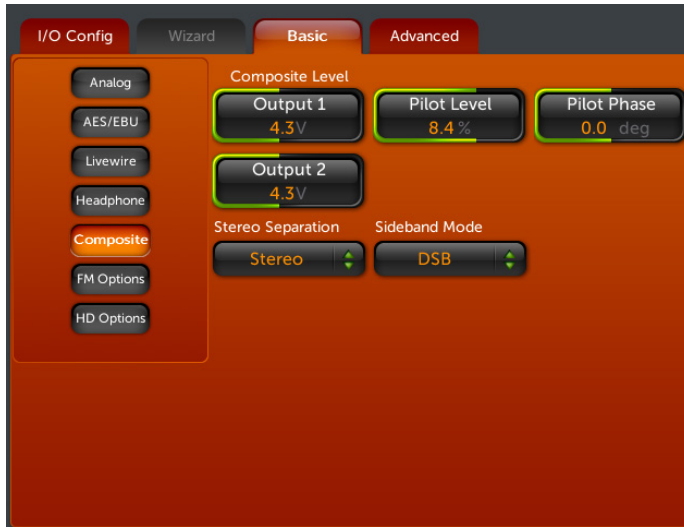 I/O Config
Wizard
Basic
Advanced
Analog
AES/EBU
Livewire
Headphone
Composite
FM Options
HD Options
Composite Level
Output 1
4.3V
Pilot Level
8.4 %
Pilot Phase
0.0 deg
Output 2
4.3V
Stereo Separation
Stereo
Sideband Mode
DSB